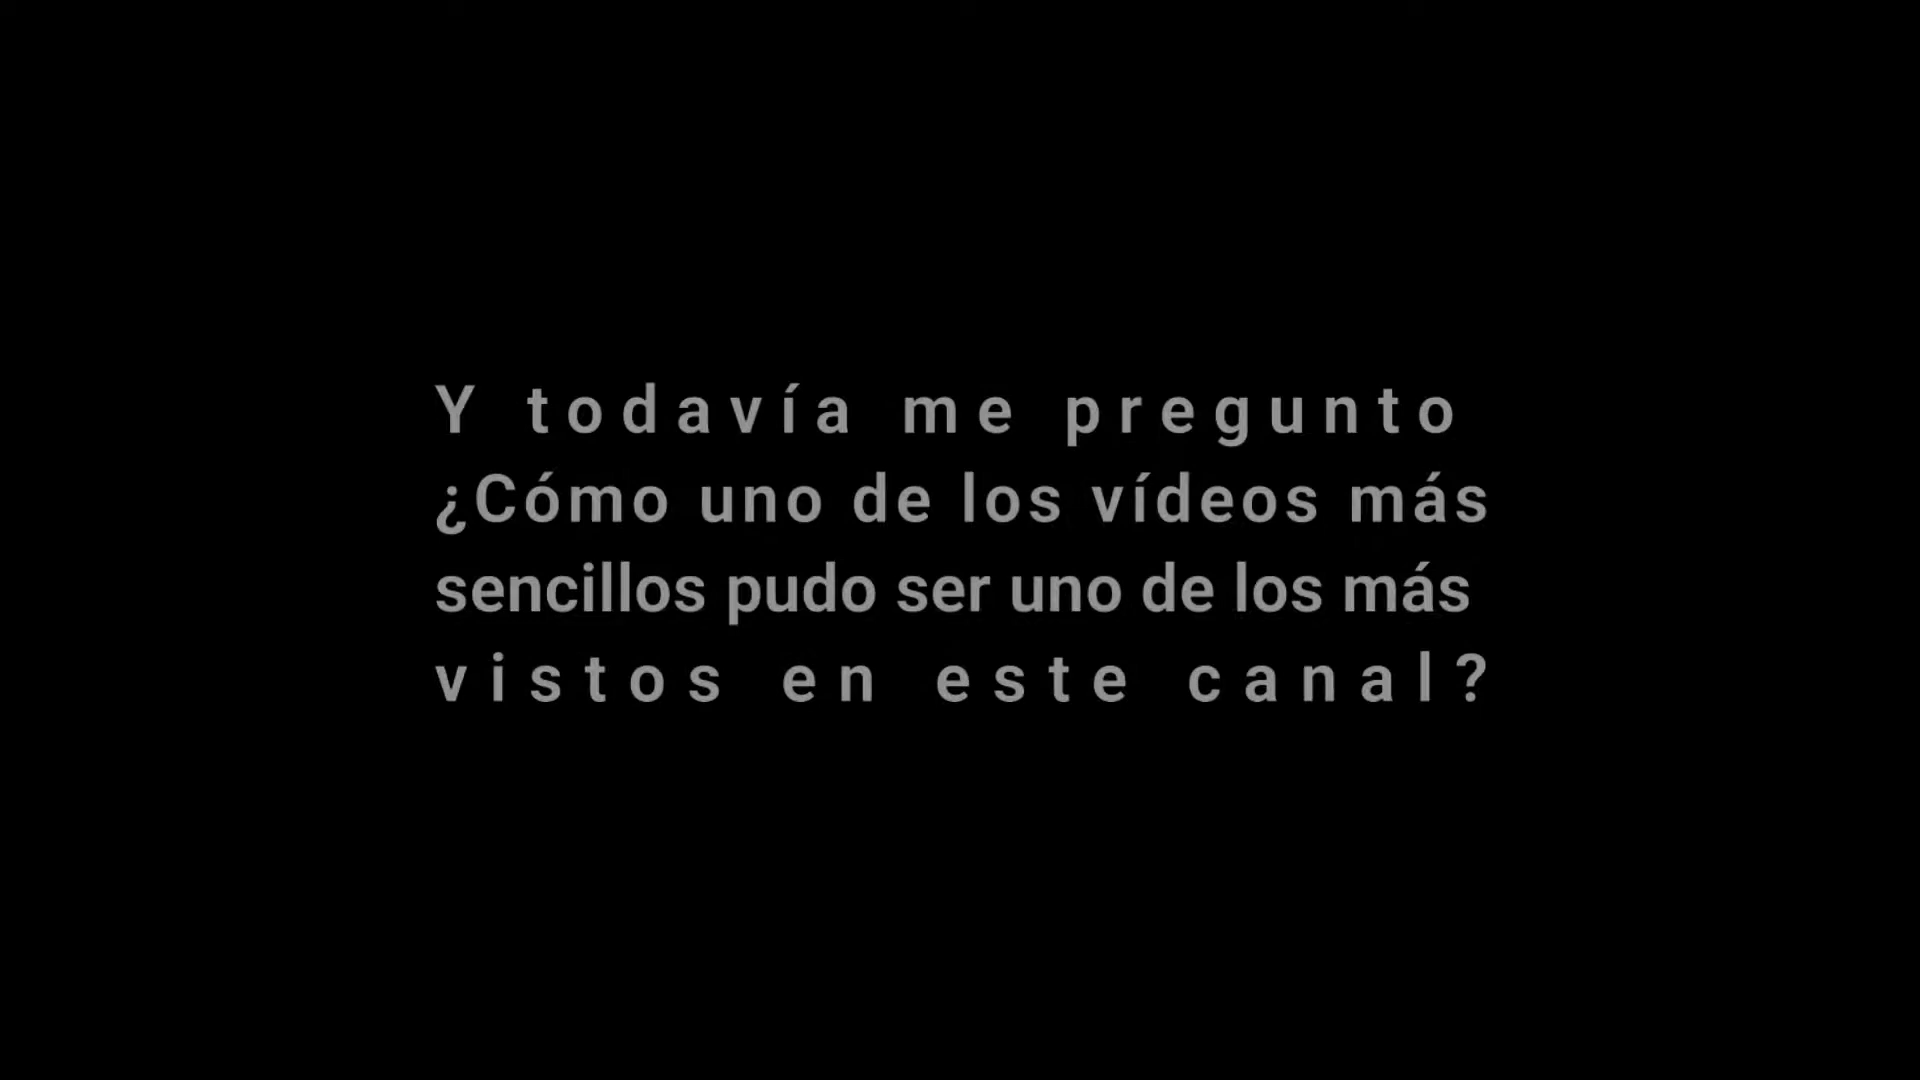 Y todavía me pregunto
¿Cómo uno de los vídeos más
sencillos pudo ser uno de los más
vistos en este canal?